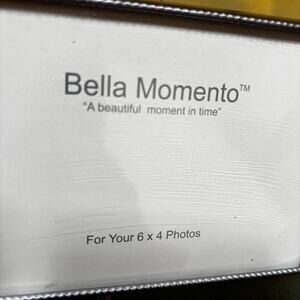 Bella Momento™
"A beautiful moment in time"
For Your 6 x 4 Photos